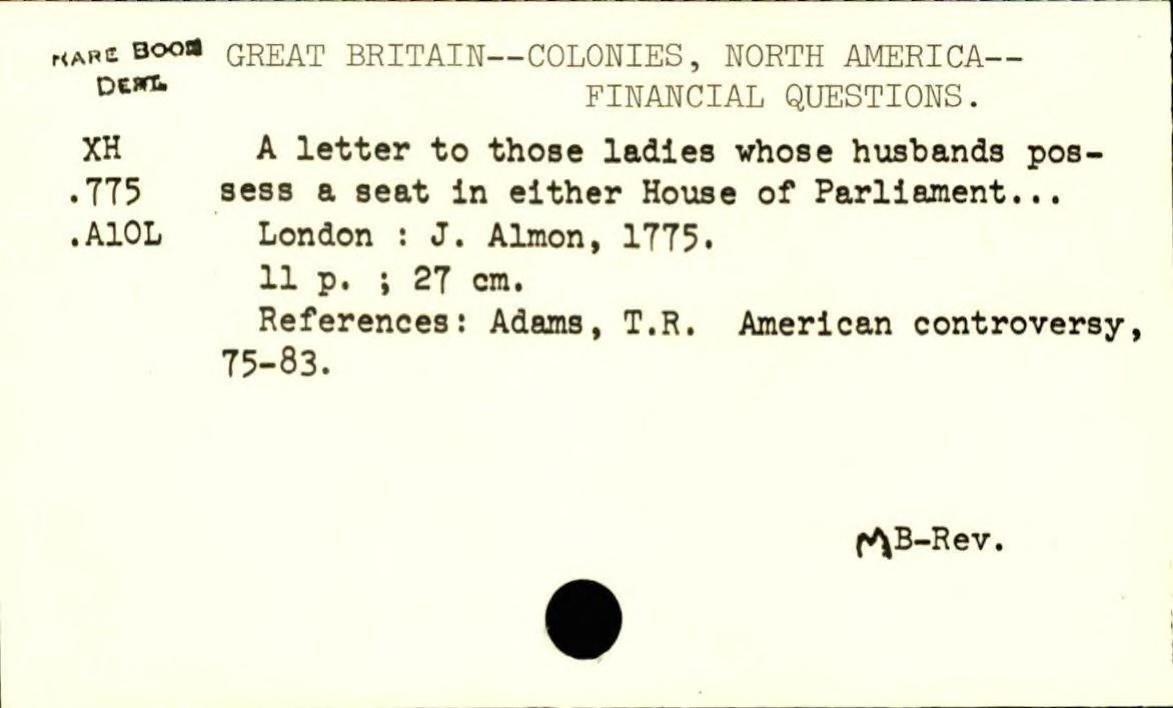 RARE BOOK
DEPT.
GREAT BRITAIN--COLONIES, NORTH AMERICA--
FINANCIAL QUESTIONS.
XH
.775
.A10L
A letter to those ladies whose husbands pos-
sess a seat in either House of Parliament...
London : J. Almon, 1775.
11 p. ; 27 cm.
References: Adams, T.R. American controversy,
75-83.
MB-Rev.